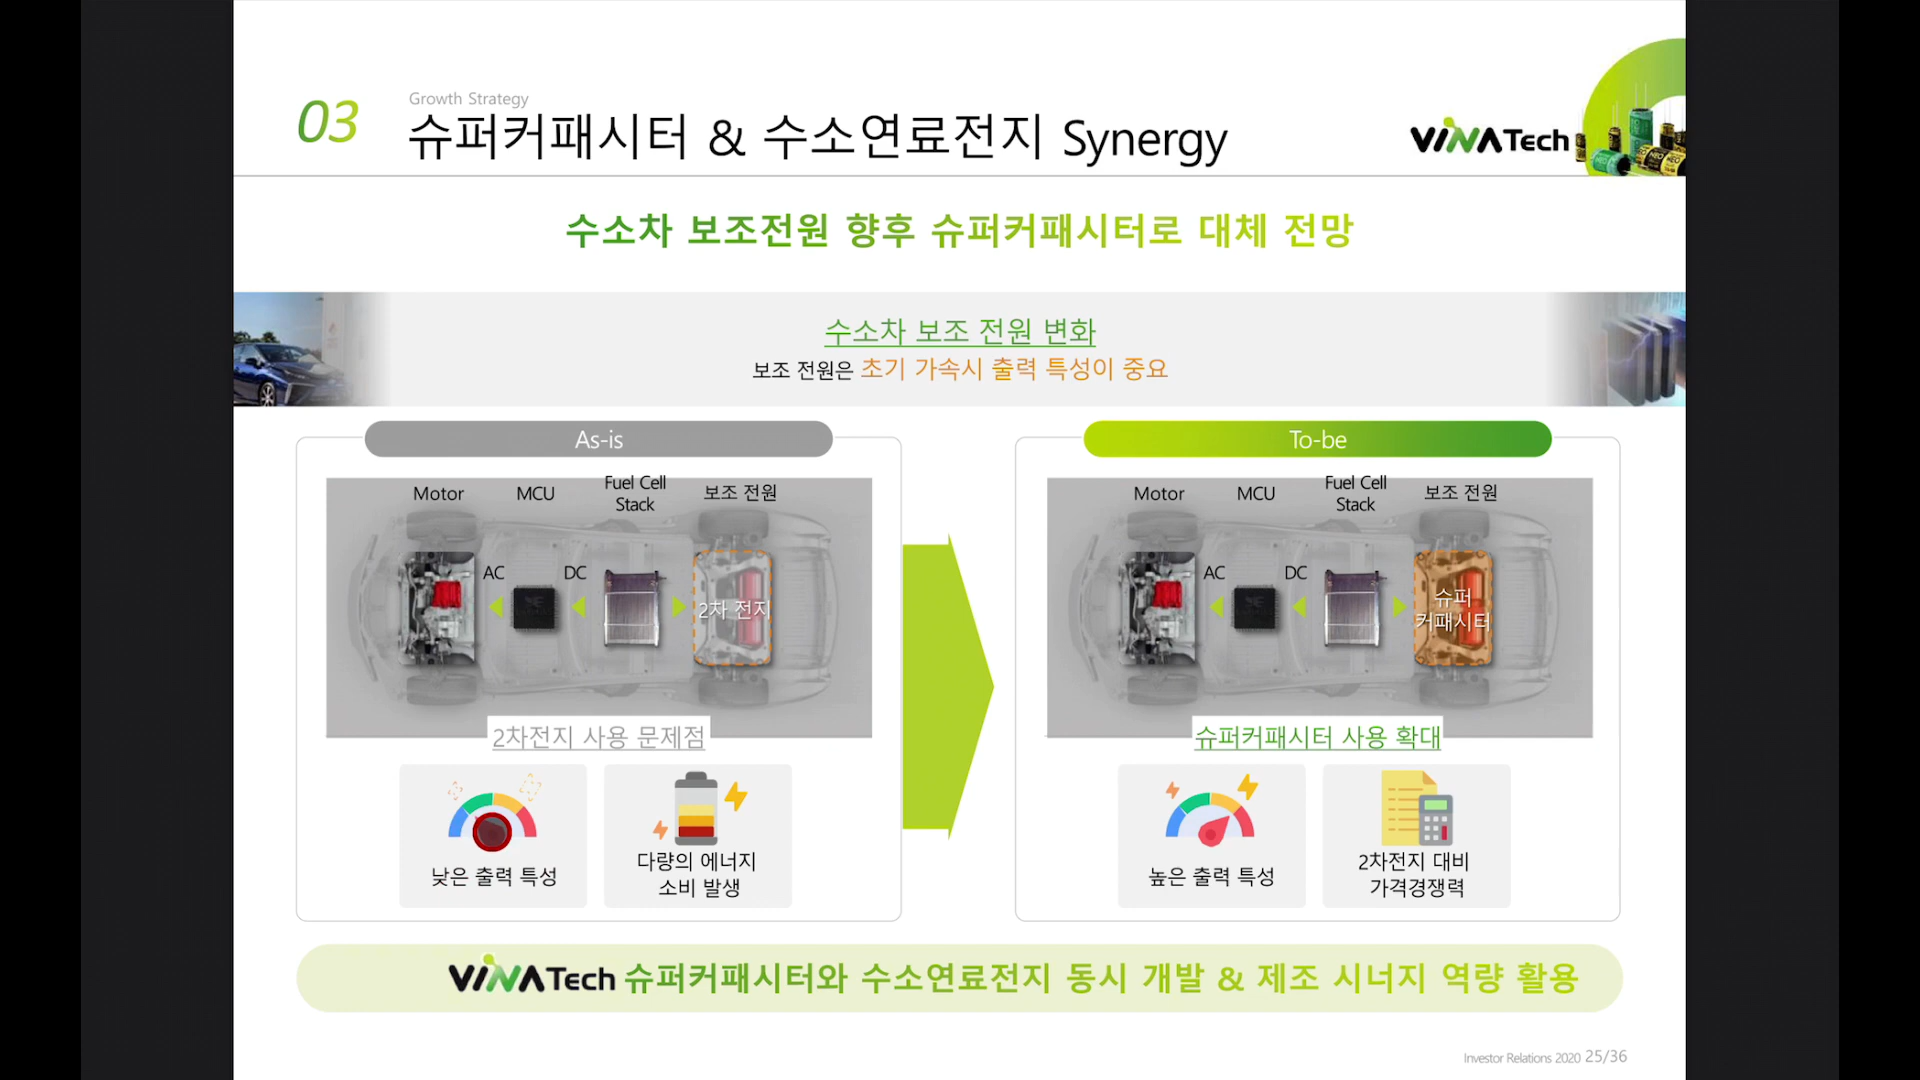 03
Growth Strategy
슈퍼커패시터 & 수소연료전지 Synergy
VINATech
수소차 보조전원 향후 슈퍼커패시터로 대체 전망
수소차 보조 전원 변화
보조 전원은 초기 가속시 출력 특성이 중요
As-is
Motor
MCU
Fuel Cell
Stack
보조 전원
AC
DC
2차 전지
2차전지 사용 문제점
낮은 출력 특성
다량의 에너지
소비 발생
To-be
Motor
MCU
Fuel Cell
Stack
보조 전원
AC
DC
슈퍼
커패시터
슈퍼커패시터 사용 확대
높은 출력 특성
2차전지 대비
가격경쟁력
VINATech 슈퍼커패시터와 수소연료전지 동시 개발 & 제조 시너지 역량 활용
Investor Relations 2020 25/36